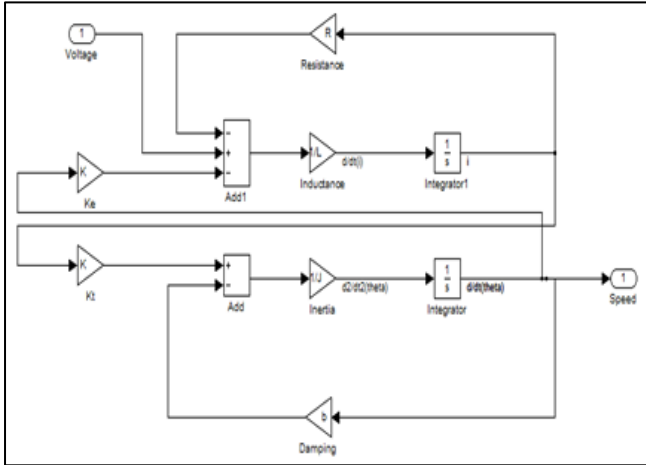 1
Voltage
R
Resistance
−
+
−
Add1
1/L
Inductance
d/dt(i)
1
s
Integrator1
i
K
Ke
K
Kt
+
−
Add
1/J
Inertia
d2/dt2(theta)
1
s
Integrator
d/dt(theta)
1
Speed
b
Damping